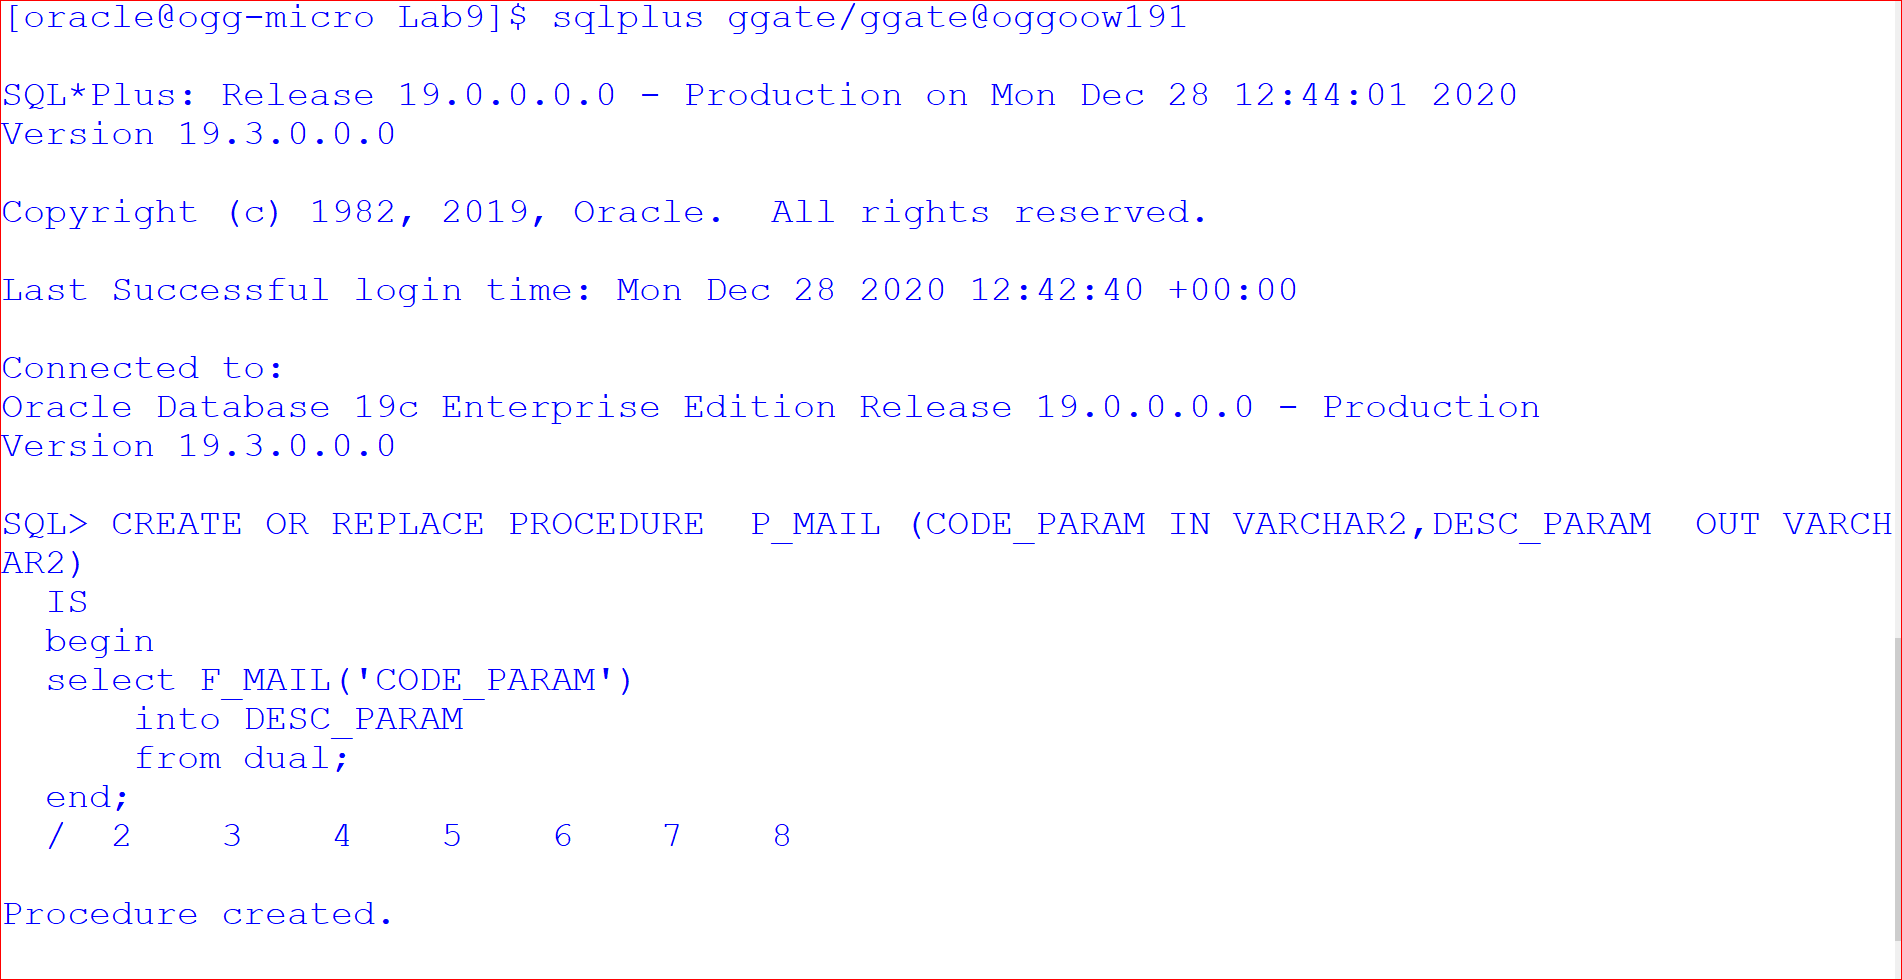 [oracle@ogg-micro Lab9]$ sqlplus ggate/ggate@oggoow191
SQL*Plus: Release 19.0.0.0.0 - Production on Mon Dec 28 12:44:01 2020
Version 19.3.0.0.0
Copyright (c) 1982, 2019, Oracle.  All rights reserved.
Last Successful login time: Mon Dec 28 2020 12:42:40 +00:00
Connected to:
Oracle Database 19c Enterprise Edition Release 19.0.0.0.0 - Production
Version 19.3.0.0.0
SQL> CREATE OR REPLACE PROCEDURE  P_MAIL (CODE_PARAM IN VARCHAR2,DESC_PARAM  OUT VARCH
AR2)
  IS
  begin
  select F_MAIL('CODE_PARAM')
      into DESC_PARAM
      from dual;
  end;
  /  2    3    4    5    6    7    8
Procedure created.